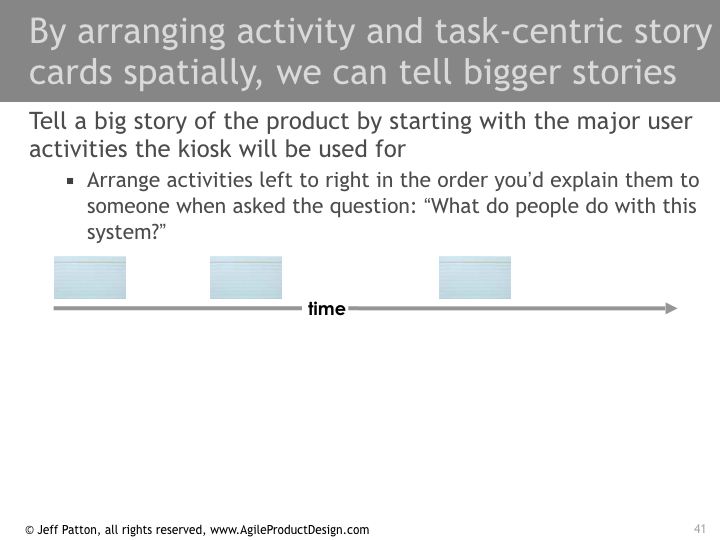 By arranging activity and task-centric story
cards spatially, we can tell bigger stories
Tell a big story of the product by starting with the major user
activities the kiosk will be used for
▪ Arrange activities left to right in the order you’d explain them to
someone when asked the question: “What do people do with this
system?”
time
© Jeff Patton, all rights reserved, www.AgileProductDesign.com
41